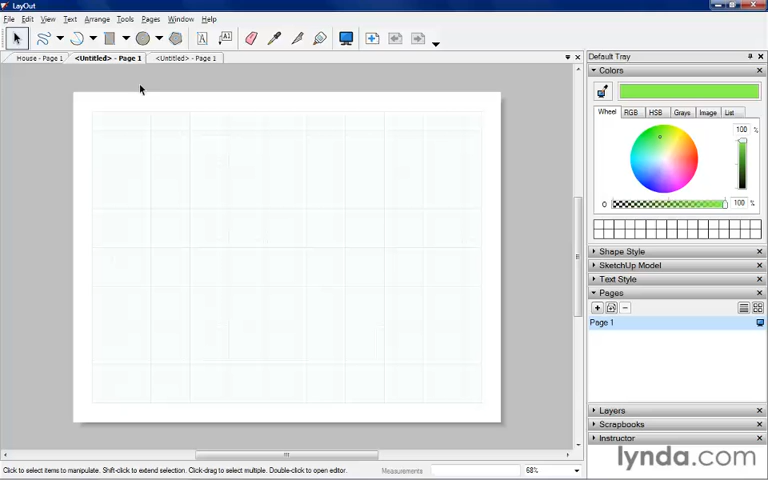 LayOut
File Edit View Text Arrange Tools Pages Window Help
A A1
House - Page 1 <Untitled> - Page 1 <Untitled> - Page 1
Default Tray
Colors
Wheel RGB HSB Grays Image List
100 %
100 %
Shape Style
SketchUp Model
Text Style
Pages
Page 1
Layers
Scrapbooks
Instructor
Click to select items to manipulate. Shift-click to extend selection. Click-drag to select multiple. Double-click to open editor.
Measurements
68%
lynda.com